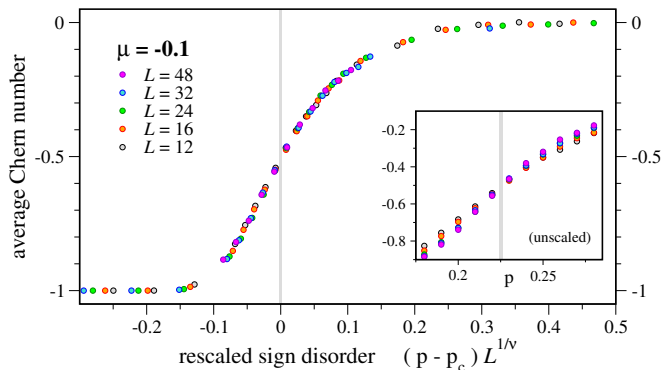 0
0
μ = -0.1
L = 48
L = 32
L = 24
L = 16
L = 12
average Chern number
-0.5
-0.5
-0.2
-0.4
-0.6
-0.8
(unscaled)
0.2
p
0.25
-1
-1
-0.2
-0.1
0
0.1
0.2
0.3
0.4
0.5
rescaled sign disorder ( p - p_c ) L^{1/ν}